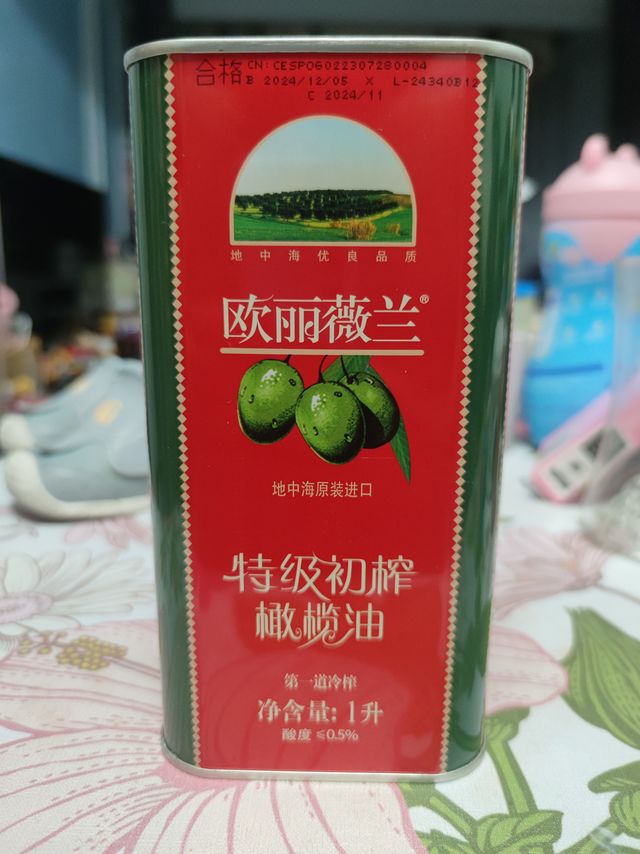 合格 CN: CESPO6022307280004
B 2024/12/05 X L-24340B12
C 2024/11
地中海优良品质
欧丽薇兰®
地中海原装进口
特级初榨
橄榄油
第一道冷榨
净含量: 1升
酸度 ≤0.5%